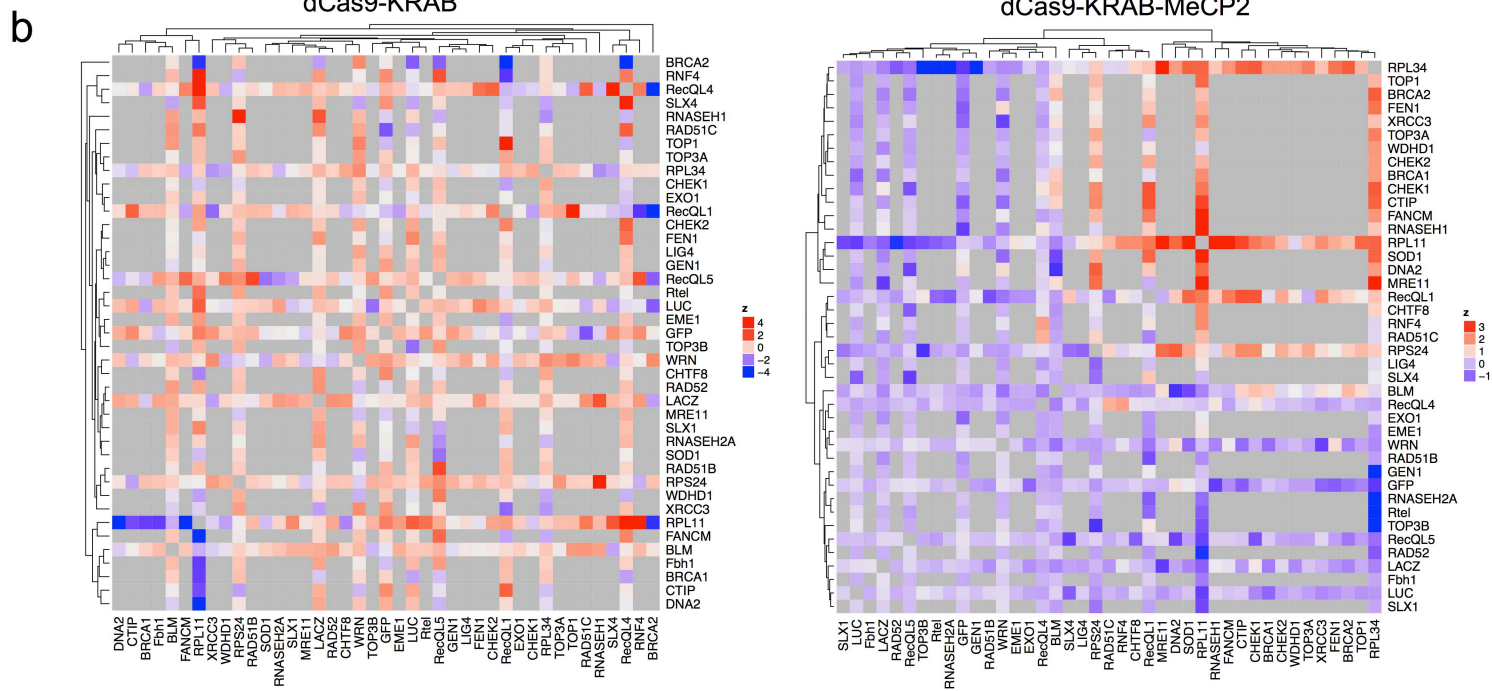 b
dCas9-KRAB
dCas9-KRAB-MeCP2
BRCA2
RNF4
RecQL4
SLX4
RNASEH1
RAD51C
TOP1
TOP3A
RPL34
CHEK1
EXO1
RecQL1
CHEK2
FEN1
LIG4
GEN1
RecQL5
Rtel
LUC
EME1
GFP
TOP3B
WRN
CHTF8
RAD52
LACZ
MRE11
SLX1
RNASEH2A
SOD1
RAD51B
RPS24
WDHD1
XRCC3
RPL11
FANCM
BLM
Fbh1
BRCA1
CTIP
DNA2
z
4
2
0
−2
−4
DNA2
CTIP
BRCA1
Fbh1
BLM
FANCM
RPL11
XRCC3
WDHD1
RPS24
RAD51B
SOD1
RNASEH2A
SLX1
MRE11
LACZ
RAD52
CHTF8
WRN
TOP3B
GFP
EME1
LUC
Rtel
RecQL5
GEN1
LIG4
FEN1
CHEK2
RecQL1
EXO1
CHEK1
RPL34
TOP3A
TOP1
RNASEH1
SLX4
RecQL4
RNF4
BRCA2
RPL34
TOP1
BRCA2
FEN1
XRCC3
TOP3A
WDHD1
CHEK2
BRCA1
CHEK1
CTIP
FANCM
RNASEH1
RPL11
SOD1
DNA2
MRE11
RecQL1
CHTF8
RNF4
RAD51C
RPS24
LIG4
SLX4
BLM
RecQL4
EXO1
EME1
WRN
RAD51B
GEN1
GFP
RNASEH2A
Rtel
TOP3B
RecQL5
RAD52
LACZ
Fbh1
LUC
SLX1
z
3
2
1
0
−1
SLX1
LUC
Fbh1
LACZ
RAD52
RecQL5
TOP3B
Rtel
RNASEH2A
GFP
GEN1
RAD51B
WRN
EME1
EXO1
RecQL4
BLM
SLX4
LIG4
RPS24
RAD51C
RNF4
CHTF8
RecQL1
MRE11
DNA2
SOD1
RPL11
RNASEH1
FANCM
CTIP
CHEK1
BRCA1
CHEK2
WDHD1
TOP3A
XRCC3
FEN1
BRCA2
TOP1
RPL34